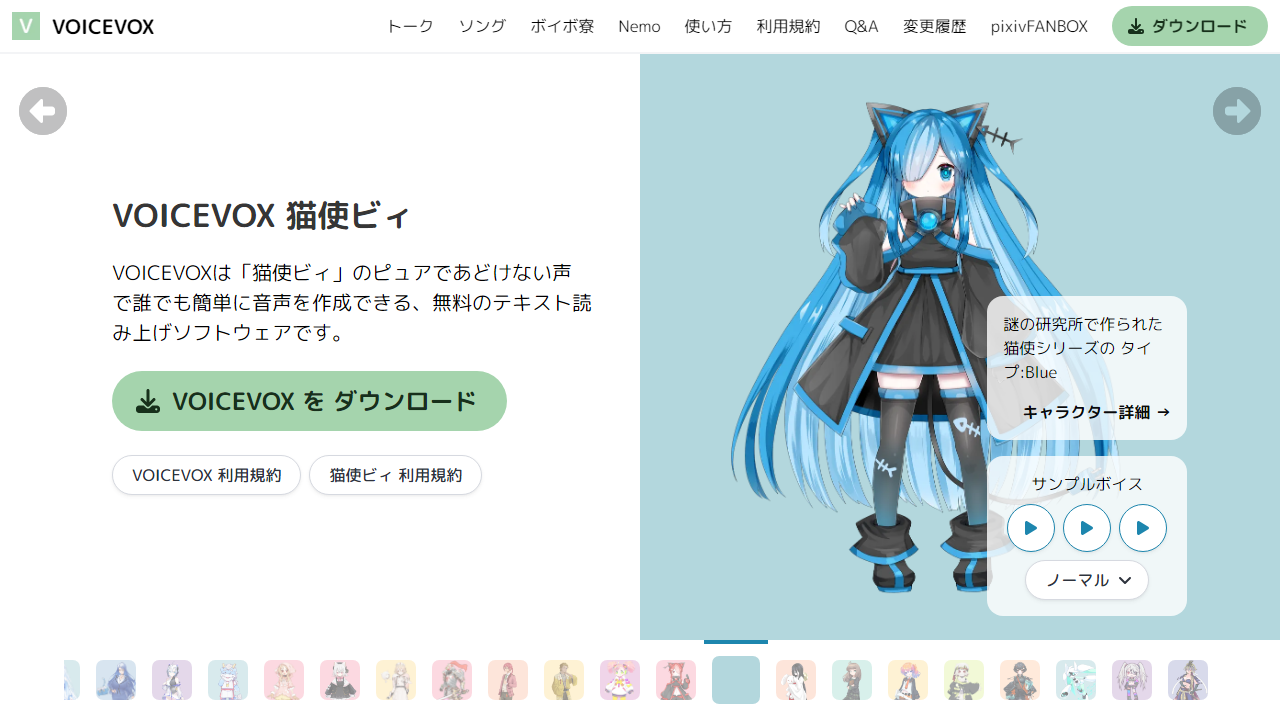 V VOICEVOX トーク ソング ボイボ寮 Nemo 使い方 利用規約 Q&A 変更履歴 pixivFANBOX ダウンロード
VOICEVOX 猫使ビィ
VOICEVOXは「猫使ビィ」のピュアであどけない声
で誰でも簡単に音声を作成できる、無料のテキスト読
み上げソフトウェアです。
VOICEVOX を ダウンロード
VOICEVOX 利用規約 猫使ビィ 利用規約
謎の研究所で作られた
猫使シリーズの タイ
プ:Blue
キャラクター詳細 →
サンプルボイス
ノーマル